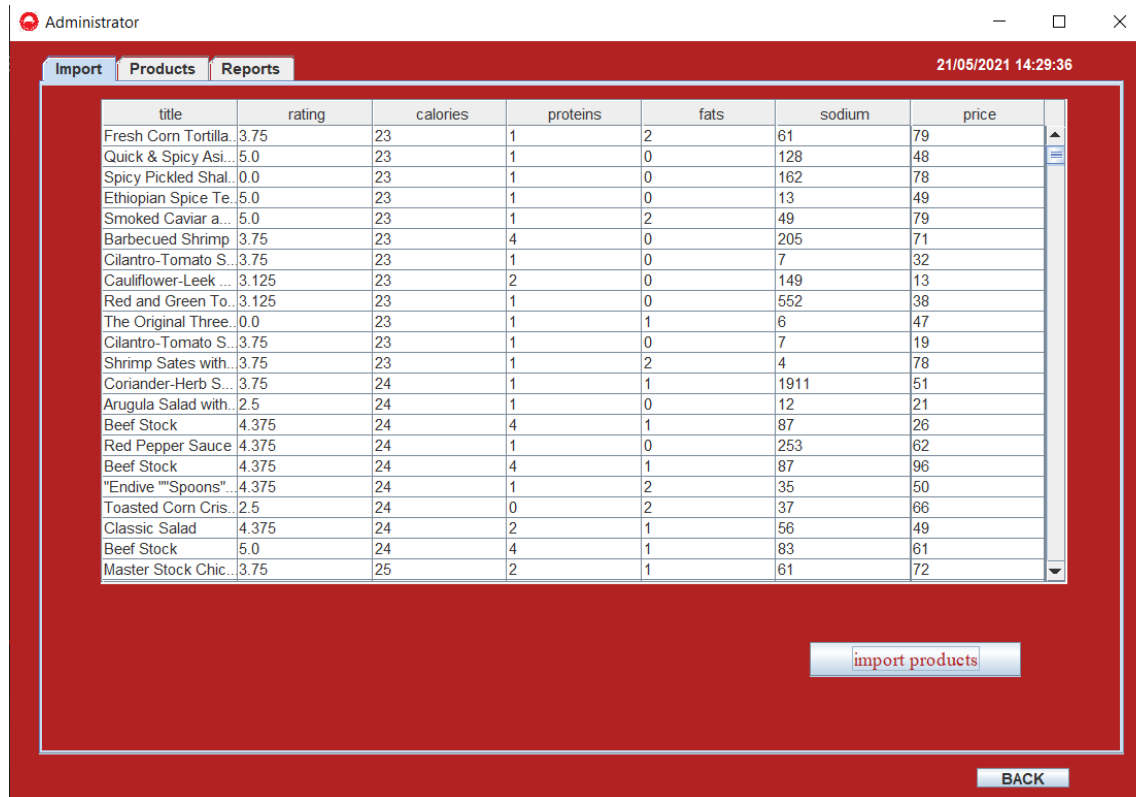 Administrator
Import Products Reports 21/05/2021 14:29:36
title rating calories proteins fats sodium price
Fresh Corn Tortilla.. 3.75 23 1 2 61 79
Quick & Spicy Asi... 5.0 23 1 0 128 48
Spicy Pickled Shal.. 0.0 23 1 0 162 78
Ethiopian Spice Te.. 5.0 23 1 0 13 49
Smoked Caviar a... 5.0 23 1 2 49 79
Barbecued Shrimp 3.75 23 4 0 205 71
Cilantro-Tomato S... 3.75 23 1 0 7 32
Cauliflower-Leek ... 3.125 23 2 0 149 13
Red and Green To.. 3.125 23 1 0 552 38
The Original Three.. 0.0 23 1 1 6 47
Cilantro-Tomato S... 3.75 23 1 0 7 19
Shrimp Sates with.. 3.75 23 1 2 4 78
Coriander-Herb S... 3.75 24 1 1 1911 51
Arugula Salad with.. 2.5 24 1 0 12 21
Beef Stock 4.375 24 4 1 87 26
Red Pepper Sauce 4.375 24 1 0 253 62
Beef Stock 4.375 24 4 1 87 96
"Endive ""Spoons"... 4.375 24 1 2 35 50
Toasted Corn Cris.. 2.5 24 0 2 37 66
Classic Salad 4.375 24 2 1 56 49
Beef Stock 5.0 24 4 1 83 61
Master Stock Chic... 3.75 25 2 1 61 72
import products
BACK